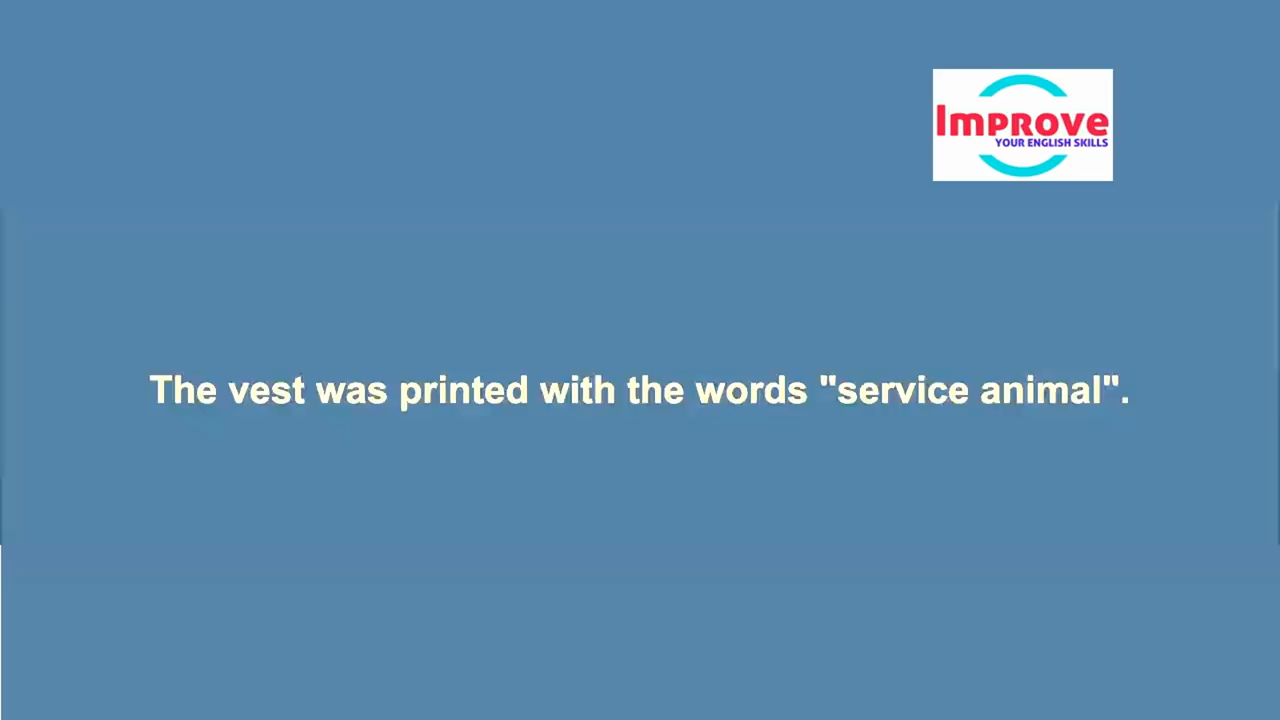 Improve
YOUR ENGLISH SKILLS
The vest was printed with the words "service animal".